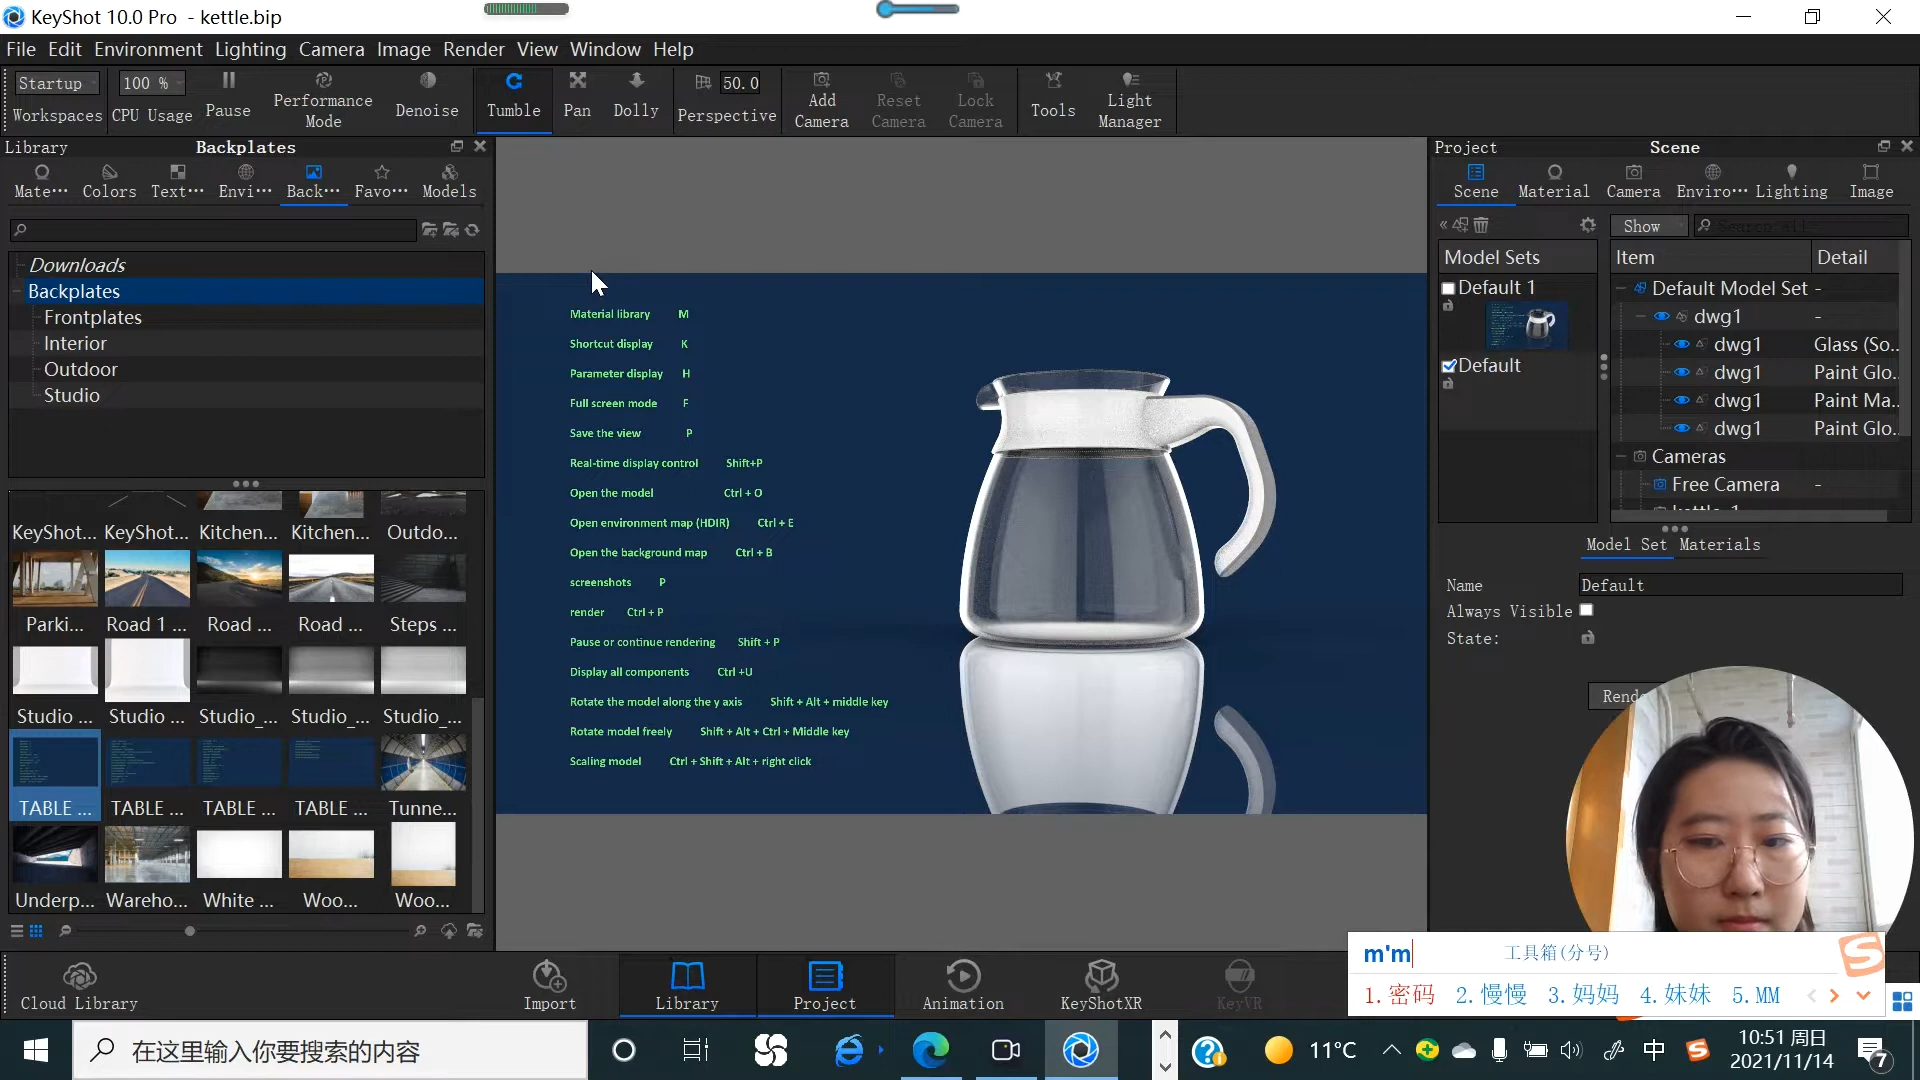 KeyShot 10.0 Pro - kettle.bip
File Edit Environment Lighting Camera Image Render View Window Help
Startup
Workspaces
100 %
CPU Usage
Pause
Performance
Mode
Denoise
Tumble
Pan
Dolly
50.0
Perspective
Add
Camera
Reset
Camera
Lock
Camera
Tools
Light
Manager
Library
Backplates
Mate··· Colors Text··· Envi··· Back··· Favo··· Models
Downloads
Backplates
Frontplates
Interior
Outdoor
Studio
KeyShot... KeyShot... Kitchen... Kitchen... Outdo...
Parki... Road 1 ... Road ... Road ... Steps ...
Studio ... Studio ... Studio_... Studio_... Studio_...
TABLE ... TABLE ... TABLE ... TABLE ... Tunne...
Underp... Wareho... White ... Woo... Woo...
Material library M
Shortcut display K
Parameter display H
Full screen mode F
Save the view P
Real-time display control Shift+P
Open the model Ctrl + O
Open environment map (HDIR) Ctrl + E
Open the background map Ctrl + B
screenshots P
render Ctrl + P
Pause or continue rendering Shift + P
Display all components Ctrl +U
Rotate the model along the y axis Shift + Alt + middle key
Rotate model freely Shift + Alt + Ctrl + Middle key
Scaling model Ctrl + Shift + Alt + right click
Project
Scene
Scene Material Camera Enviro··· Lighting Image
Show
Model Sets
Default 1
Default
Item Detail
Default Model Set -
dwg1 -
dwg1 Glass (So..
dwg1 Paint Glo..
dwg1 Paint Ma..
dwg1 Paint Glo..
Cameras
Free Camera -
Model Set Materials
Name Default
Always Visible
State:
m'm
工具箱(分号)
1.密码 2.慢慢 3.妈妈 4.妹妹 5.MM
Cloud Library
Import
Library
Project
Animation
KeyShotXR
KeyVR
在这里输入你要搜索的内容
11°C
中
10:51 周日
2021/11/14
7